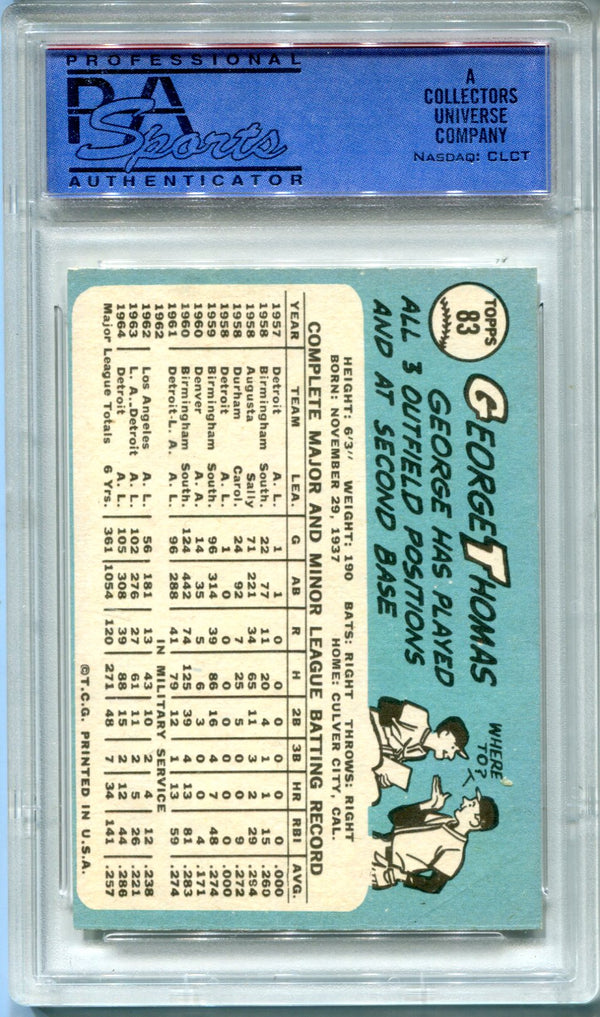 PROFESSIONAL
PSA
Sports
AUTHENTICATOR
A
COLLECTORS
UNIVERSE
COMPANY
NASDAQ: CLCT
TOPPS
83
GEORGE THOMAS
GEORGE HAS PLAYED
ALL 3 OUTFIELD POSITIONS
AND AT SECOND BASE
WHERE
TO?
HEIGHT: 6'3" WEIGHT: 190 BATS: RIGHT THROWS: RIGHT
BORN: NOVEMBER 29, 1937 HOME: CULVER CITY, CAL.
COMPLETE MAJOR AND MINOR LEAGUE BATTING RECORD
YEAR TEAM LEA. G AB R H 2B 3B HR RBI AVG.
1957 Detroit A. L. 1 1 0 0 0 0 0 0 .000
1958 Birmingham South. 22 77 11 20 4 1 1 15 .260
1958 Augusta Sally 71 221 34 65 11 3 2 25 .294
1958 Durham Carol. 24 92 7 25 5 0 0 9 .272
1958 Detroit A. L. 1 0 0 0 0 0 0 0 .000
1959 Birmingham South. 96 314 39 86 16 4 7 48 .274
1960 Denver A. A. 14 35 5 6 3 0 0 4 .171
1960 Birmingham South. 124 442 74 125 39 4 13 81 .283
1961 Detroit-L. A. A. L. 96 288 41 79 12 1 13 59 .274
1962 IN MILITARY SERVICE
1962 Los Angeles A. L. 56 181 13 43 10 2 4 12 .238
1963 L. A.-Detroit A. L. 102 276 27 61 11 2 5 26 .221
1964 Detroit A. L. 105 308 39 88 15 2 12 44 .286
Major League Totals 6 Yrs. 361 1054 120 271 48 7 34 141 .257
©T.C.G. PRINTED IN U.S.A.